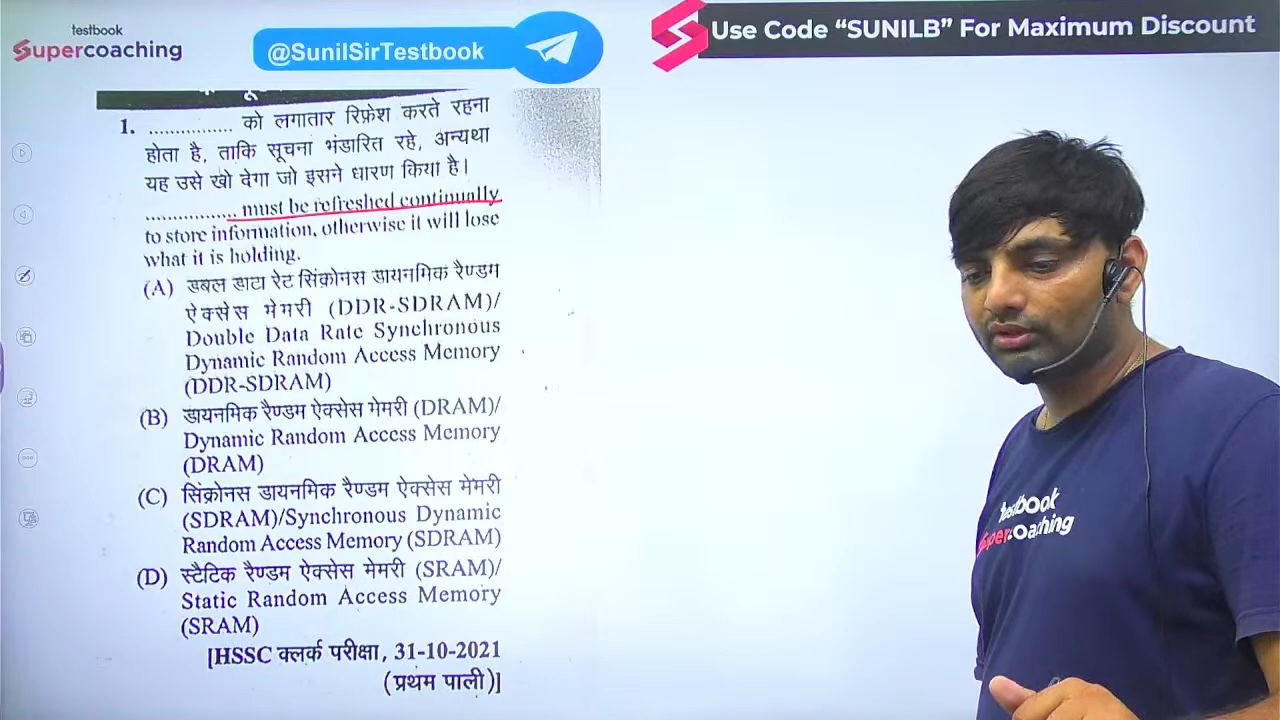 testbook
Supercoaching
@SunilSirTestbook
Use Code “SUNILB” For Maximum Discount
1. ................ को लगातार रिफ्रेश करते रहना
होता है, ताकि सूचना भंडारित रहे, अन्यथा
यह उसे खो देगा जो इसने धारण किया है।
................. must be refreshed continually
to store information, otherwise it will lose
what it is holding.
(A) डबल डाटा रेट सिंक्रोनस डायनमिक रैण्डम
ऐक्सेस मेमरी (DDR-SDRAM)/
Double Data Rate Synchronous
Dynamic Random Access Memory
(DDR-SDRAM)
(B) डायनमिक रैण्डम ऐक्सेस मेमरी (DRAM)/
Dynamic Random Access Memory
(DRAM)
(C) सिंक्रोनस डायनमिक रैण्डम ऐक्सेस मेमरी
(SDRAM)/Synchronous Dynamic
Random Access Memory (SDRAM)
(D) स्टैटिक रैण्डम ऐक्सेस मेमरी (SRAM)/
Static Random Access Memory
(SRAM)
[HSSC क्लर्क परीक्षा, 31-10-2021
(प्रथम पाली)]
testbook
Supercoaching